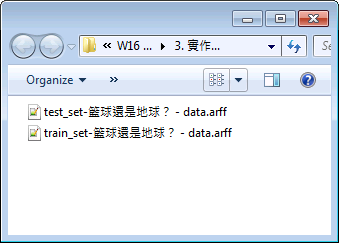 « W16 ... ▸ 3. 實作... Se
Organize ▾ »
test_set-籃球還是地球？ - data.arff
train_set-籃球還是地球？ - data.arff